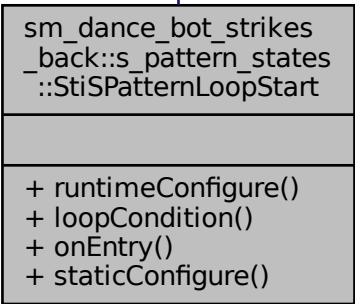 sm_dance_bot_strikes
_back::s_pattern_states
::StiSPatternLoopStart
+ runtimeConfigure()
+ loopCondition()
+ onEntry()
+ staticConfigure()